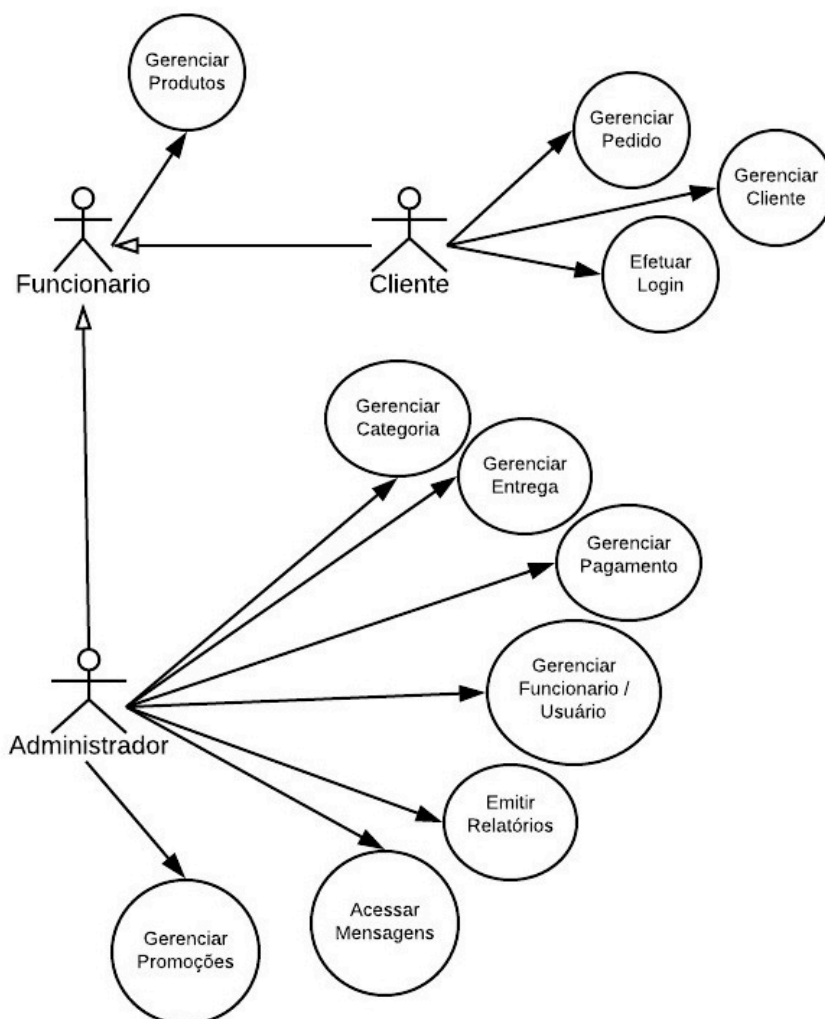 Gerenciar
Produtos
Gerenciar
Pedido
Gerenciar
Cliente
Efetuar
Login
Funcionario
Cliente
Gerenciar
Categoria
Gerenciar
Entrega
Gerenciar
Pagamento
Gerenciar
Funcionario /
Usuário
Administrador
Emitir
Relatórios
Acessar
Mensagens
Gerenciar
Promoções